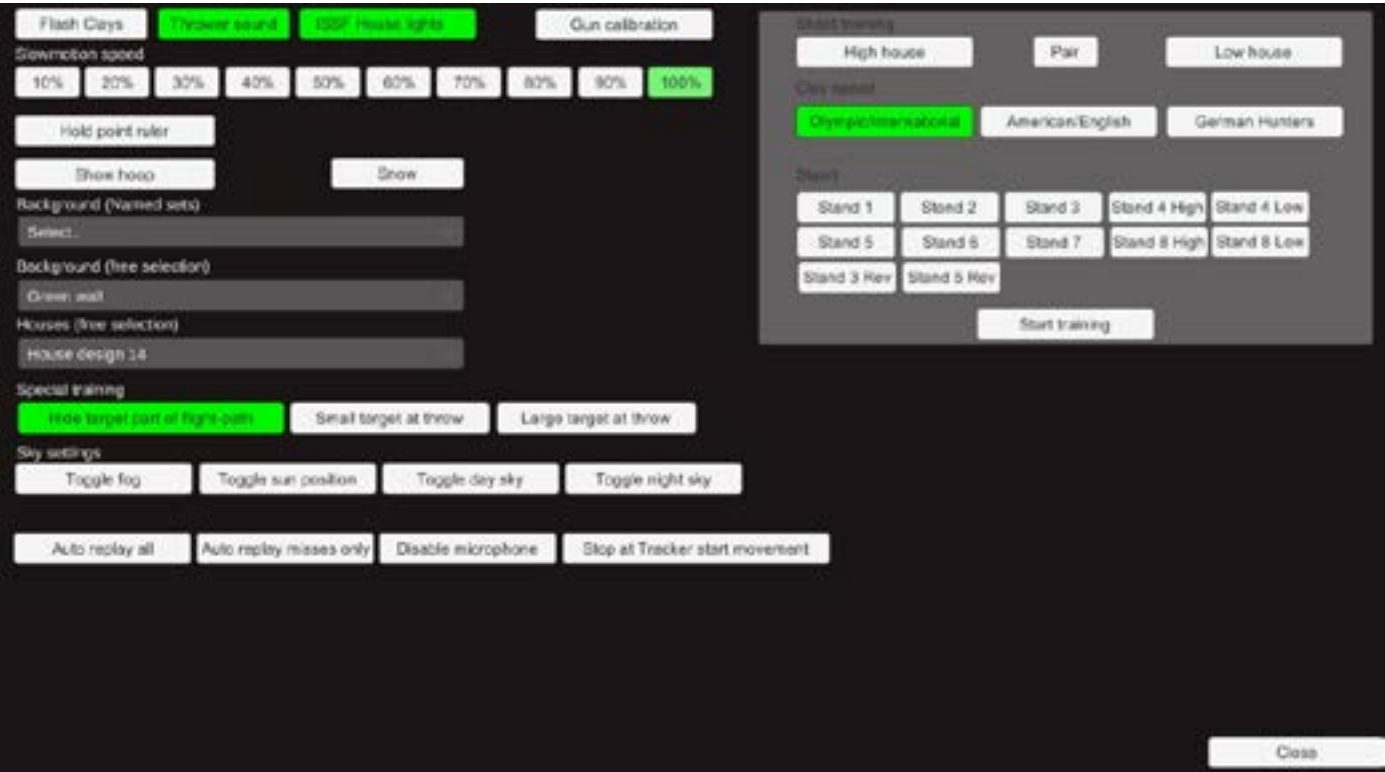 Flash Clays
Thrower sound
ISSF House lights
Gun calibration
Slowmotion speed
10% 20% 30% 40% 50% 60% 70% 80% 90% 100%
Hold point ruler
Show hoop
Snow
Background (Named sets)
Select..
Background (free selection)
Green wall
Houses (free selection)
House design 14
Special training
Hide target part of flight-path
Small target at throw
Large target at throw
Sky settings
Toggle fog
Toggle sun position
Toggle day sky
Toggle night sky
Auto replay all
Auto replay misses only
Disable microphone
Stop at Tracker start movement
training
High house
Pair
Low house
Clay speed
Olympic/International
American/English
German Hunters
Stand
Stand 1
Stand 2
Stand 3
Stand 4 High
Stand 4 Low
Stand 5
Stand 6
Stand 7
Stand 8 High
Stand 8 Low
Stand 3 Rev
Stand 5 Rev
Start training
Close